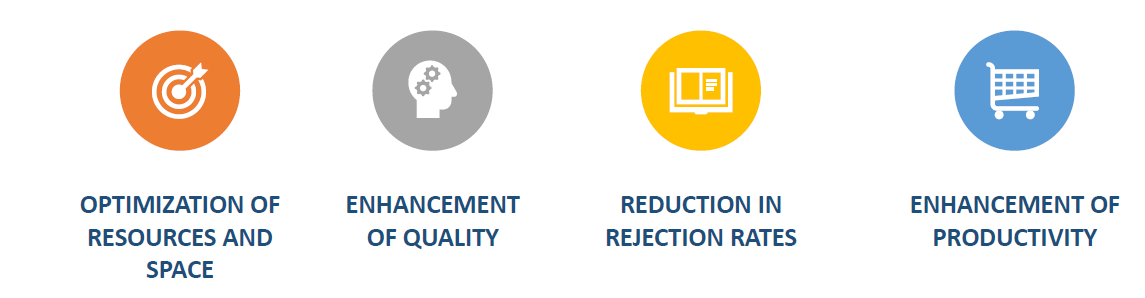 OPTIMIZATION OF
RESOURCES AND
SPACE
ENHANCEMENT
OF QUALITY
REDUCTION IN
REJECTION RATES
ENHANCEMENT OF
PRODUCTIVITY